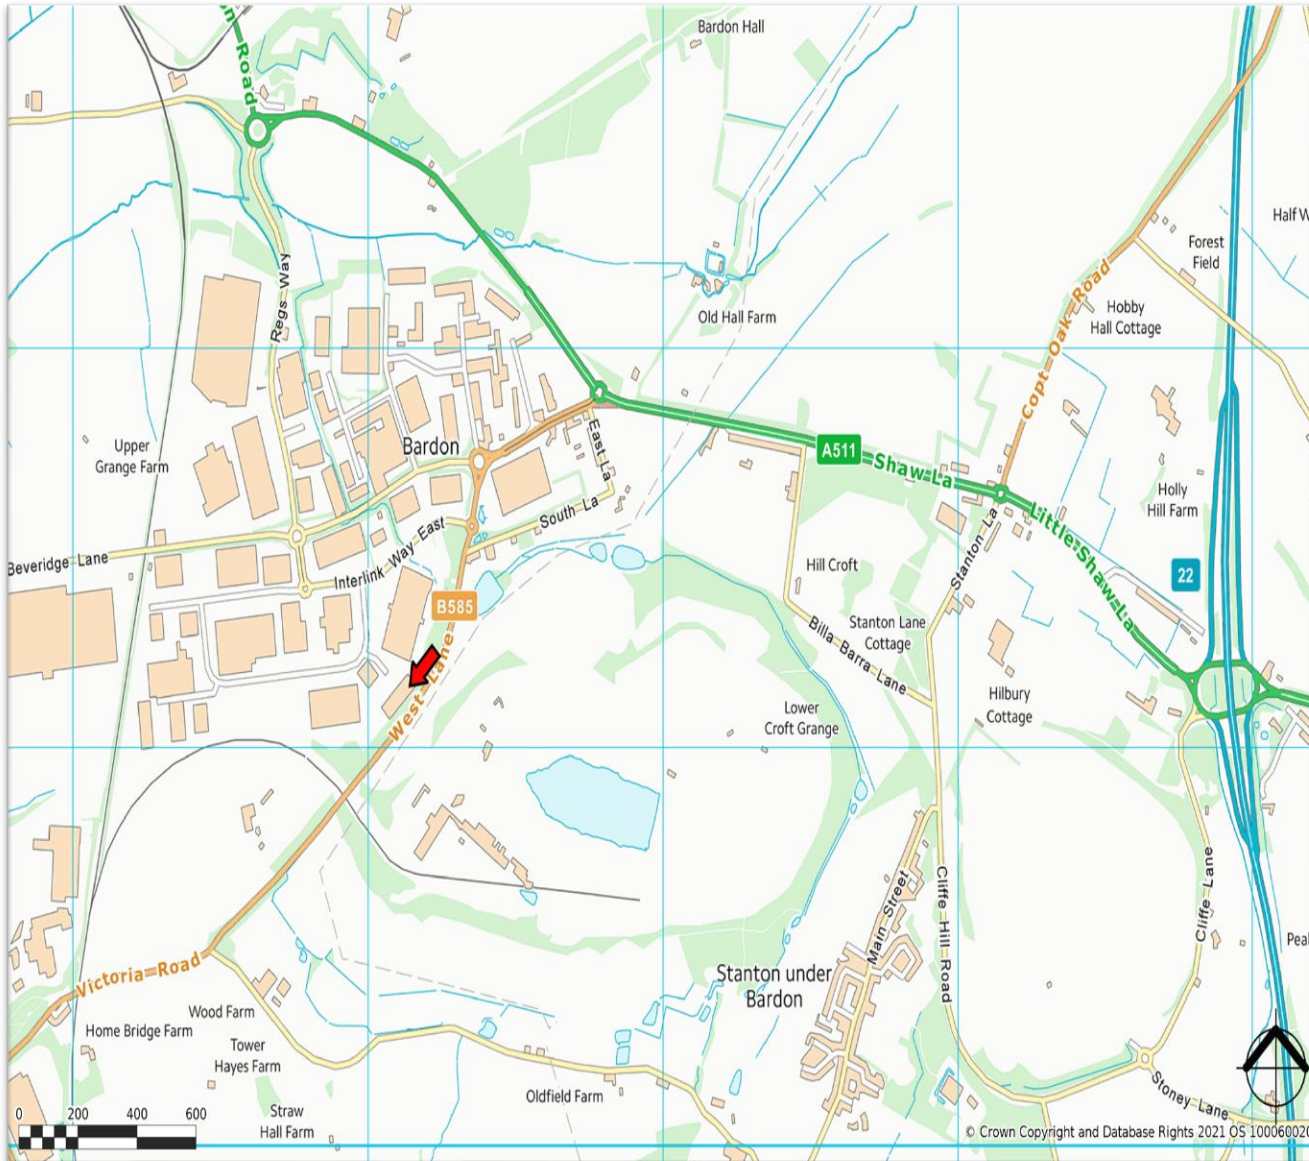 Bardon Hall
Road
Half W
Forest
Field
Regs Way
Copt Oak Road
Hobby
Hall Cottage
Old Hall Farm
Upper
Grange Farm
Bardon
East La
A511
Shaw La
Holly
Hill Farm
South La
Stanton La
Little Shaw La
Beveridge Lane
Interlink Way East
Hill Croft
22
B585
Stanton Lane
Cottage
Billa Barra Lane
West Lane
Lower
Croft Grange
Hilbury
Cottage
Main Street
Cliffe Hill Road
Cliffe Lane
Victoria Road
Stanton under
Bardon
Wood Farm
Home Bridge Farm
Tower
Hayes Farm
Oldfield Farm
Stoney Lane
Straw
Hall Farm
0 200 400 600
© Crown Copyright and Database Rights 2021 OS 100060020